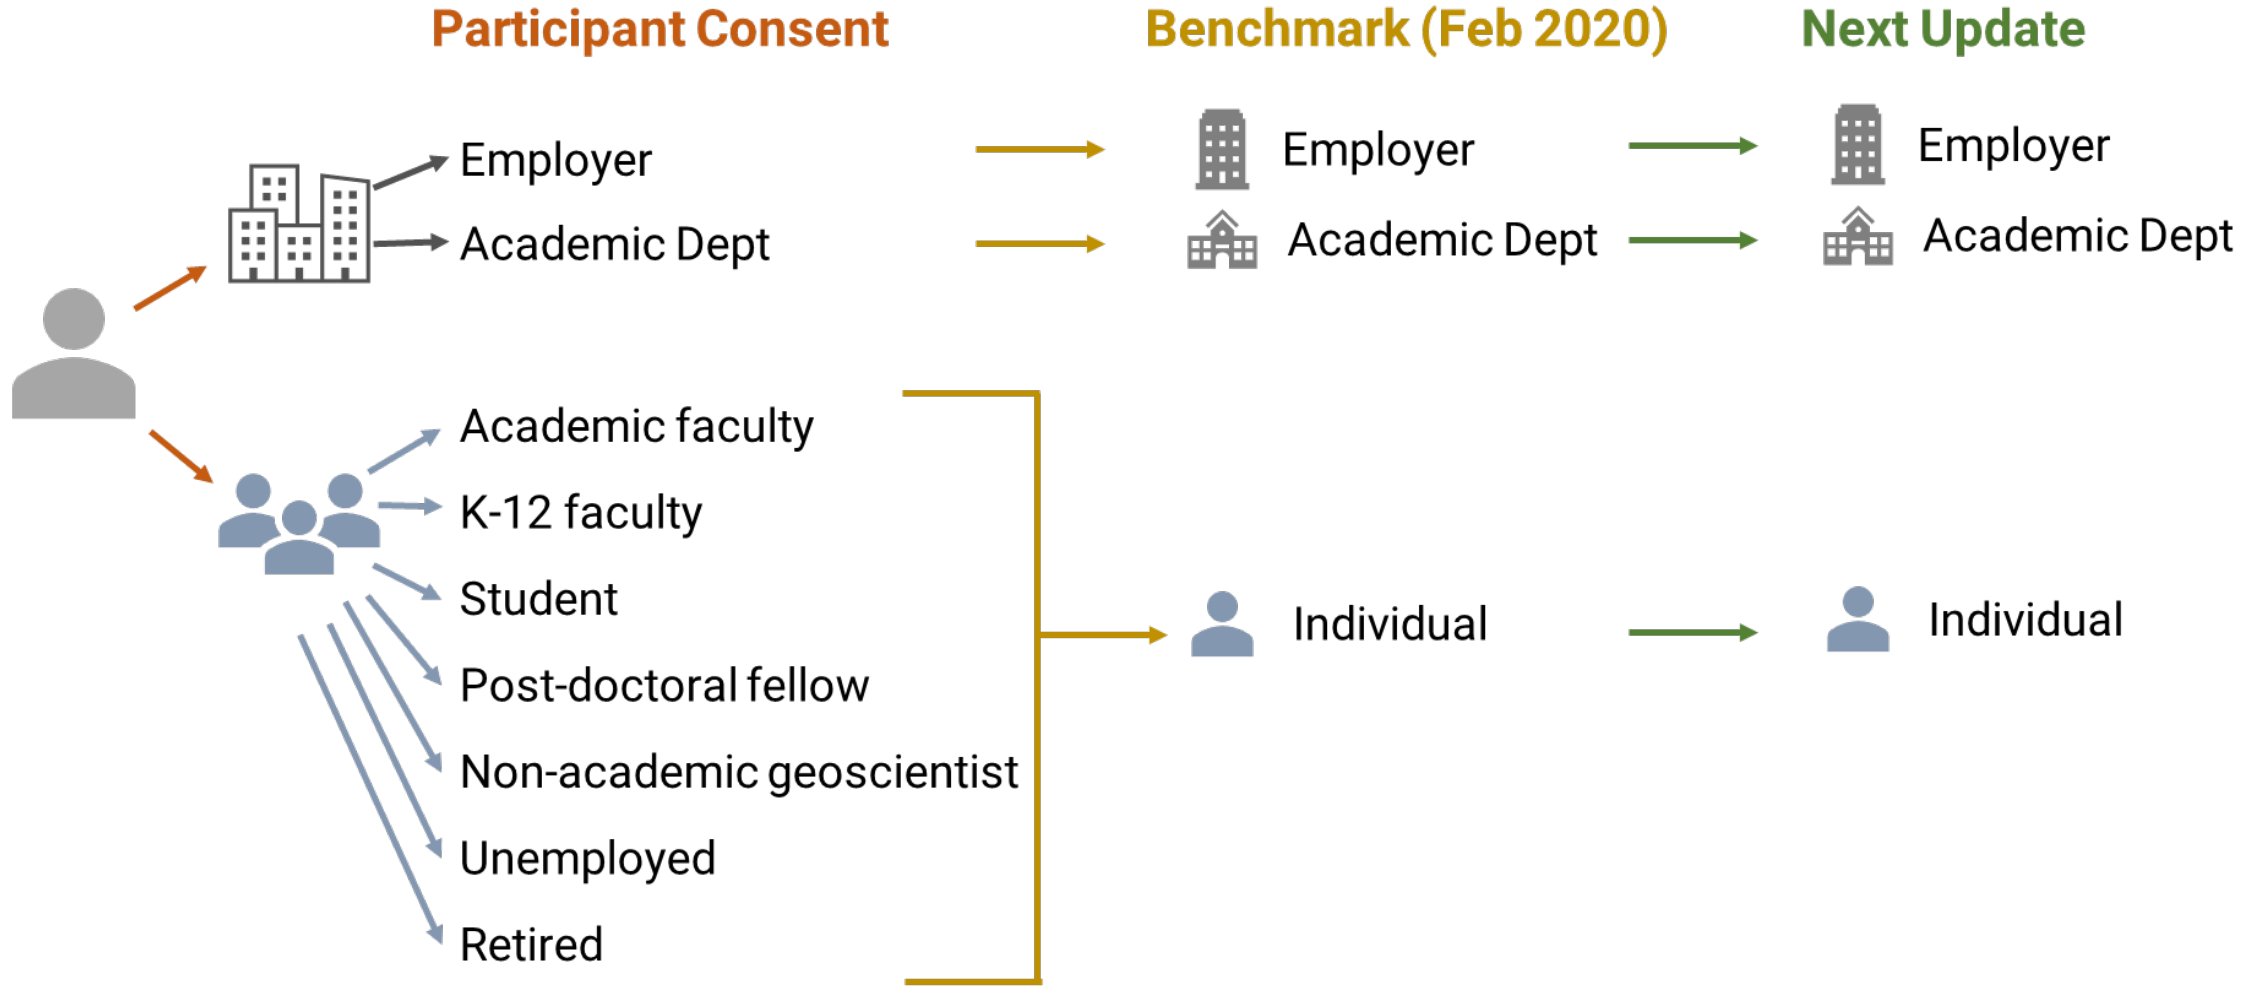 Participant Consent
Benchmark (Feb 2020)
Next Update
Employer
Employer
Employer
Academic Dept
Academic Dept
Academic Dept
Academic faculty
K-12 faculty
Student
Individual
Individual
Post-doctoral fellow
Non-academic geoscientist
Unemployed
Retired